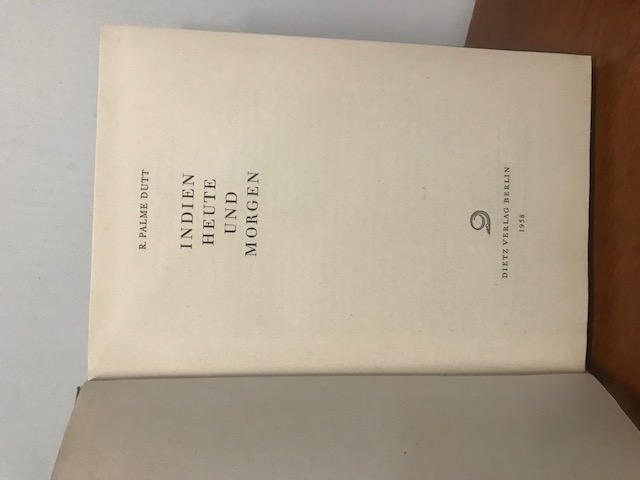 R. PALME DUTT
INDIEN
HEUTE
UND
MORGEN
DIETZ VERLAG BERLIN
1958